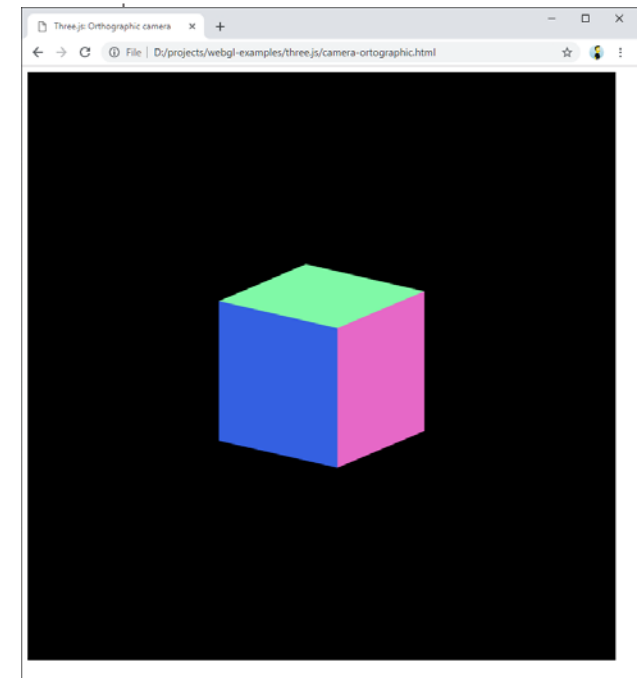 Three.js: Orthographic camera
File | D:/projects/webgl-examples/three.js/camera-ortographic.html